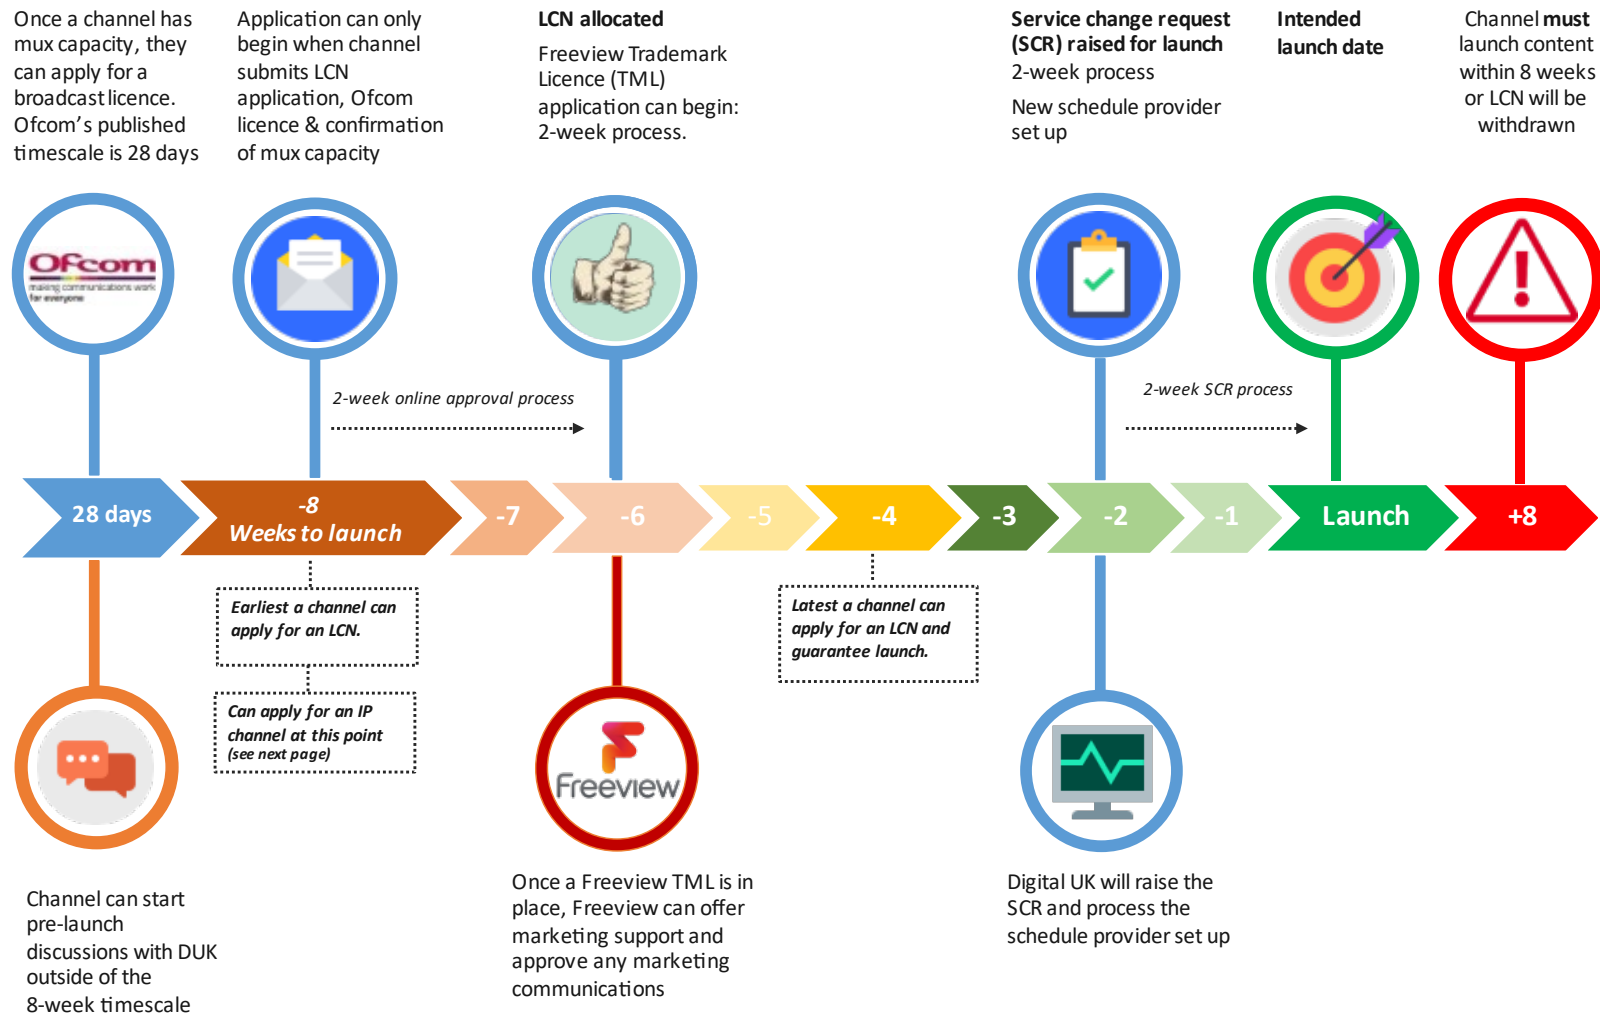 Once a channel has
mux capacity, they
can apply for a
broadcast licence.
Ofcom's published
timescale is 28 days
Application can only
begin when channel
submits LCN
application, Ofcom
licence & confirmation
of mux capacity
LCN allocated
Freeview Trademark
Licence (TML)
application can begin:
2-week process.
Service change request
(SCR) raised for launch
2-week process
New schedule provider
set up
Intended
launch date
Channel must
launch content
within 8 weeks
or LCN will be
withdrawn
Ofcom
making communications work
for everyone
2-week online approval process
2-week SCR process
28 days
-8
Weeks to launch
-7
-6
-5
-4
-3
-2
-1
Launch
+8
Earliest a channel can
apply for an LCN.
Can apply for an IP
channel at this point
(see next page)
Latest a channel can
apply for an LCN and
guarantee launch.
Freeview
Channel can start
pre-launch
discussions with DUK
outside of the
8-week timescale
Once a Freeview TML is in
place, Freeview can offer
marketing support and
approve any marketing
communications
Digital UK will raise the
SCR and process the
schedule provider set up